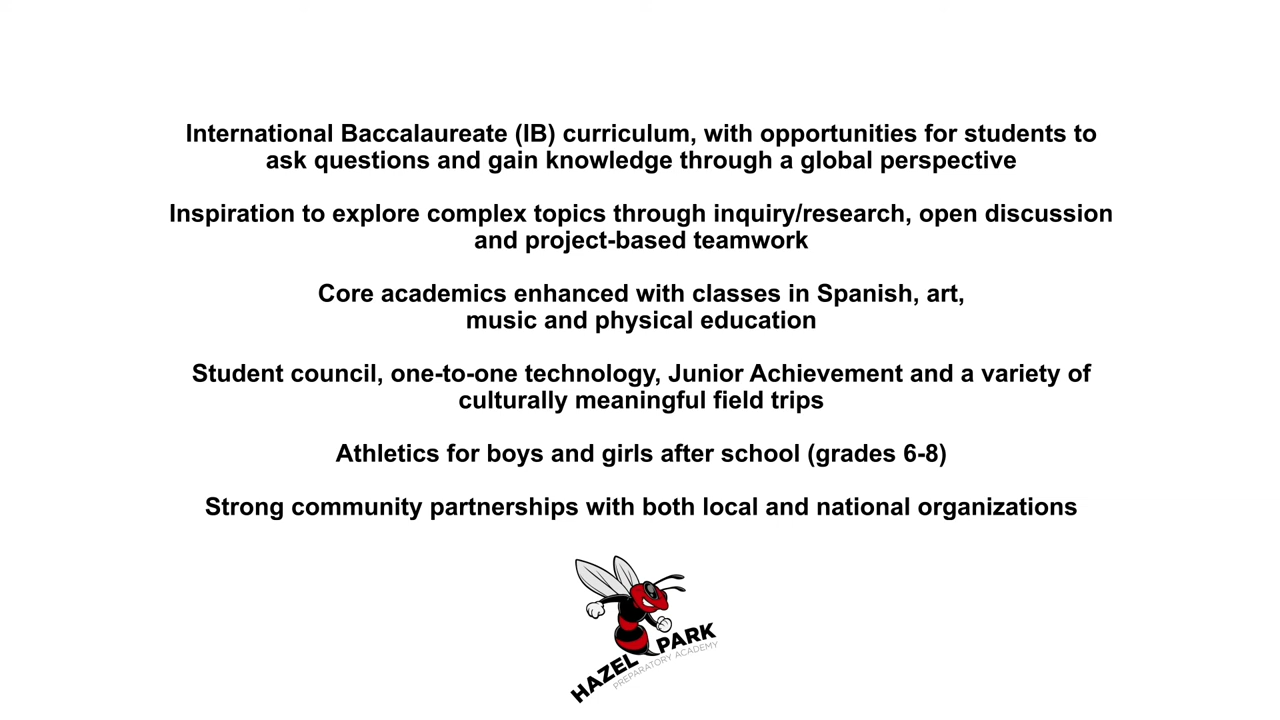 International Baccalaureate (IB) curriculum, with opportunities for students to
ask questions and gain knowledge through a global perspective
Inspiration to explore complex topics through inquiry/research, open discussion
and project-based teamwork
Core academics enhanced with classes in Spanish, art,
music and physical education
Student council, one-to-one technology, Junior Achievement and a variety of
culturally meaningful field trips
Athletics for boys and girls after school (grades 6-8)
Strong community partnerships with both local and national organizations
HAZEL PARK
PREPARATORY ACADEMY